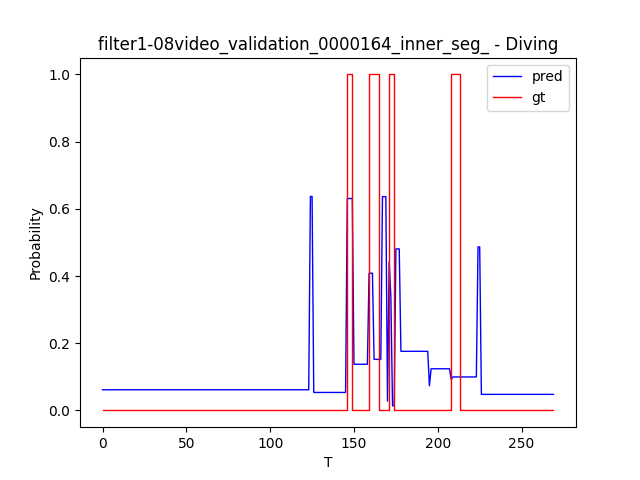 filter1-08video_validation_0000164_inner_seg_ - Diving
pred
gt
1.0
0.8
0.6
0.4
0.2
0.0
Probability
0
50
100
150
200
250
T